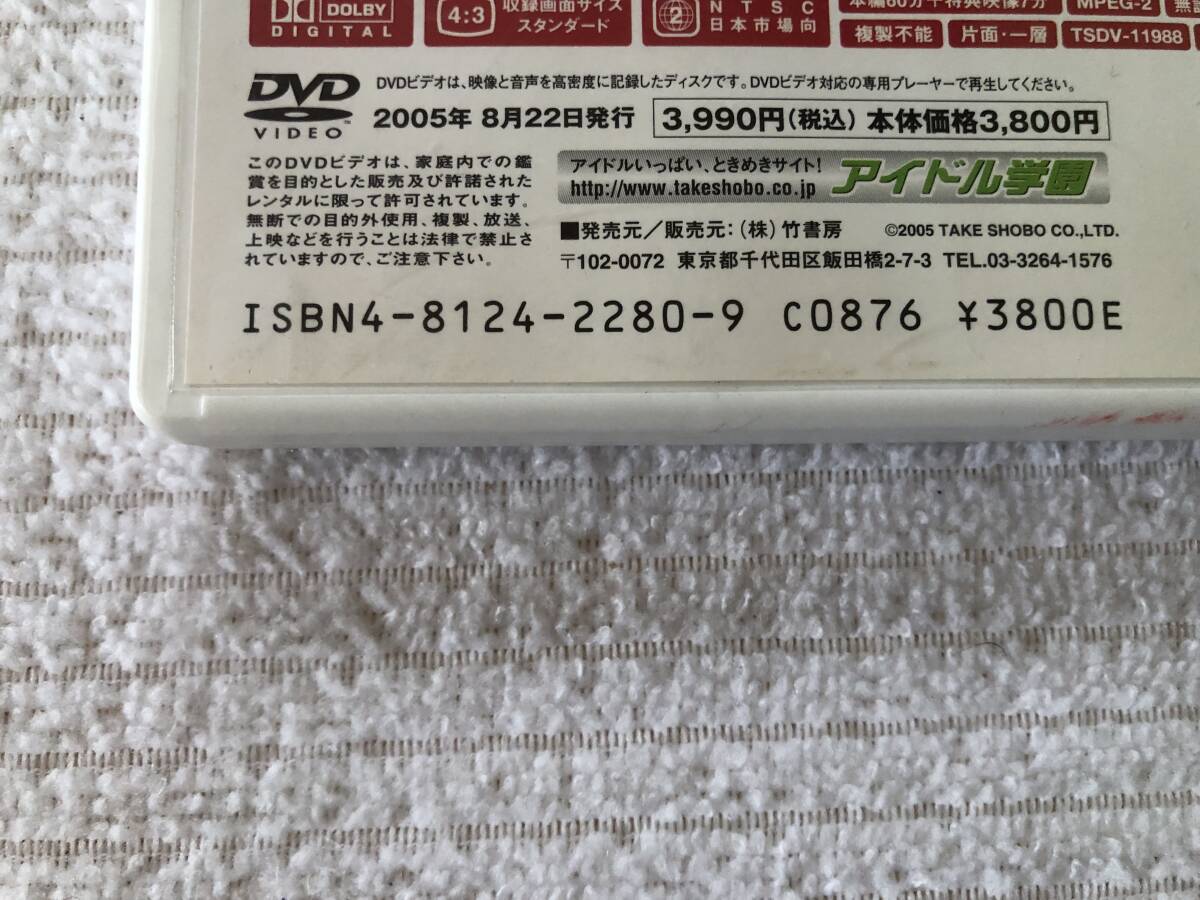 DOLBY
DIGITAL
4:3 収録画面サイズ
スタンダード
2 NTSC
日本市場向
本編60分＋特典映像7分
MPEG-2
複製不能
片面・一層
TSDV-11988
DVD
VIDEO
DVDビデオは、映像と音声を高密度に記録したディスクです。DVDビデオ対応の専用プレーヤーで再生してください。
2005年 8月22日発行 3,990円(税込) 本体価格3,800円
このDVDビデオは、家庭内での鑑
賞を目的とした販売及び許諾された
レンタルに限って許可されています。
無断での目的外使用、複製、放送、
上映などを行うことは法律で禁止さ
れていますので、ご注意下さい。
アイドルいっぱい、ときめきサイト!
http://www.takeshobo.co.jp アイドル学園
■発売元／販売元:(株)竹書房 ©2005 TAKE SHOBO CO.,LTD.
〒102-0072 東京都千代田区飯田橋2-7-3 TEL.03-3264-1576
ISBN4-8124-2280-9 C0876 ¥3800E